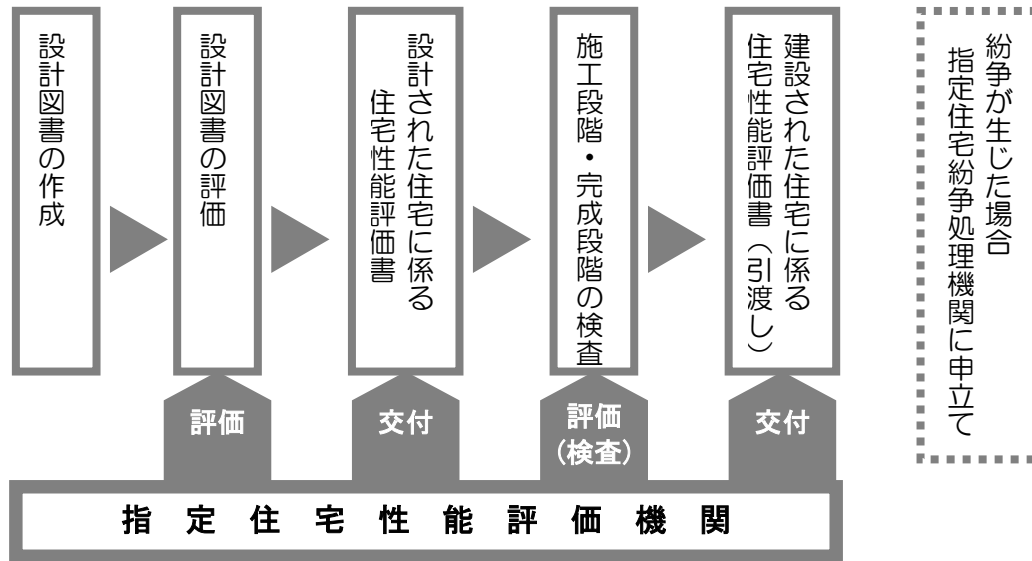 設計図書の作成
設計図書の評価
設計された住宅に係る
住宅性能評価書
施工段階・完成段階の検査
建設された住宅に係る
住宅性能評価書（引渡し）
紛争が生じた場合
指定住宅紛争処理機関に申立て
評価
交付
評価
（検査）
交付
指定住宅性能評価機関